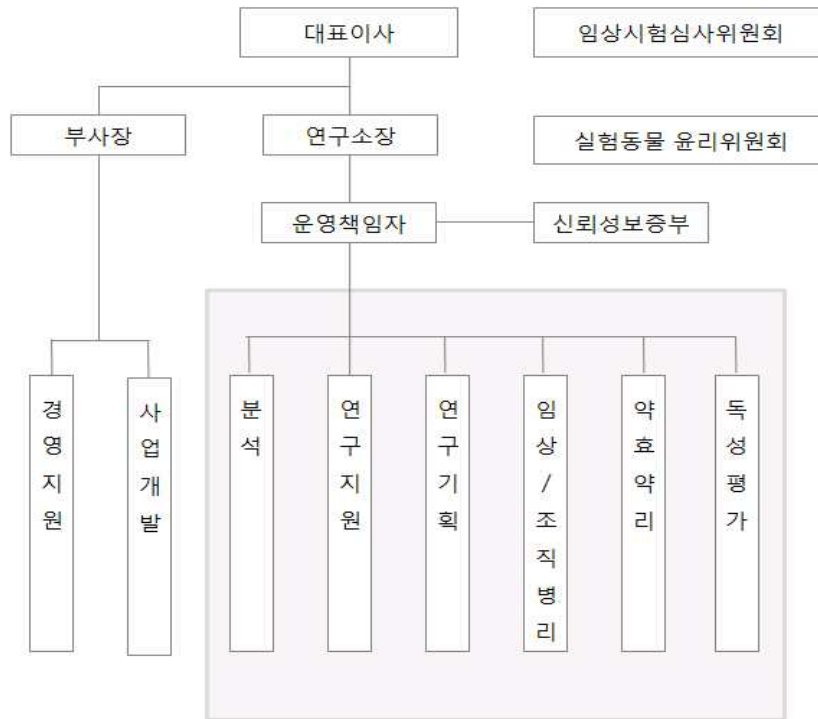 대표이사
임상시험심사위원회
부사장
연구소장
실험동물 윤리위원회
운영책임자
신뢰성보증부
경영지원
사업개발
분석
연구지원
연구기획
임상/조직병리
약효약리
독성평가